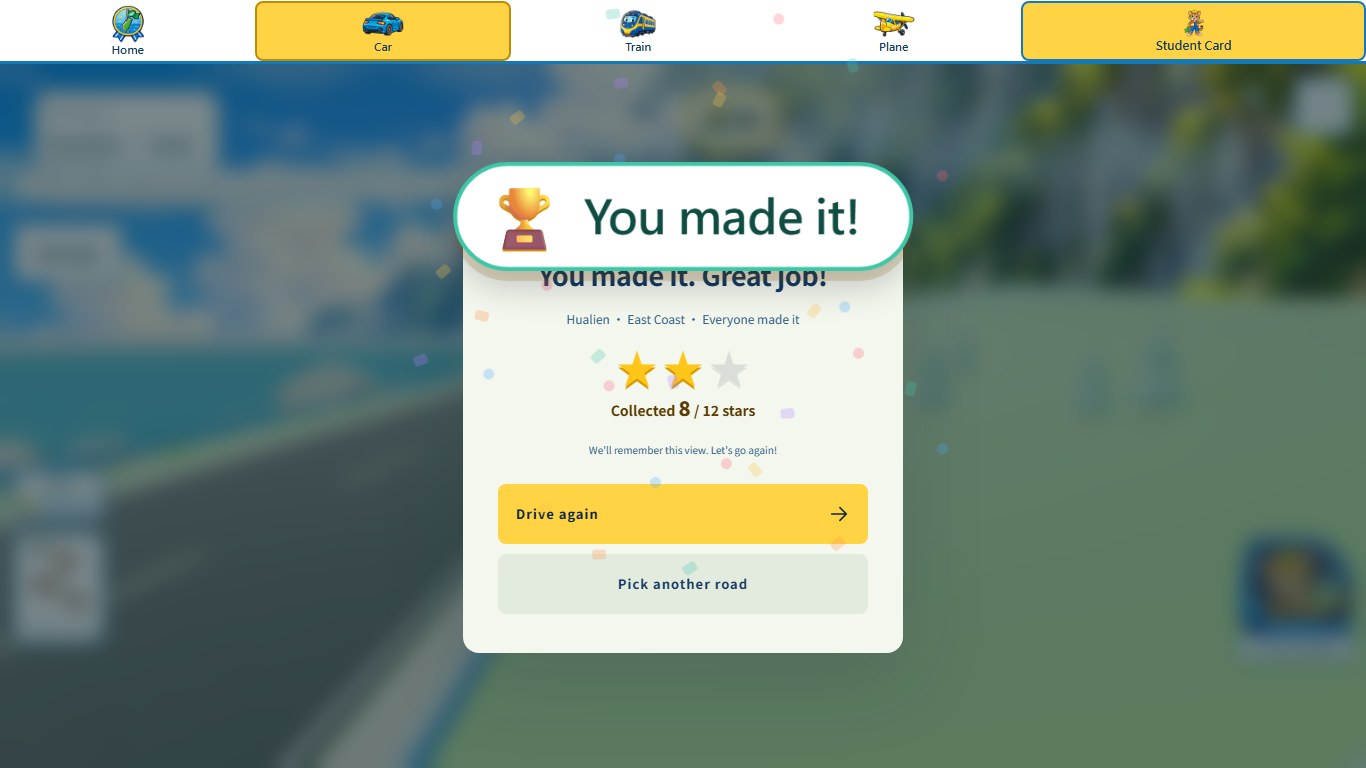 Home
Car
Train
Plane
Student Card
You made it!
You made it. Great job!
Hualien • East Coast • Everyone made it
Collected 8 / 12 stars
We'll remember this view. Let's go again!
Drive again
Pick another road